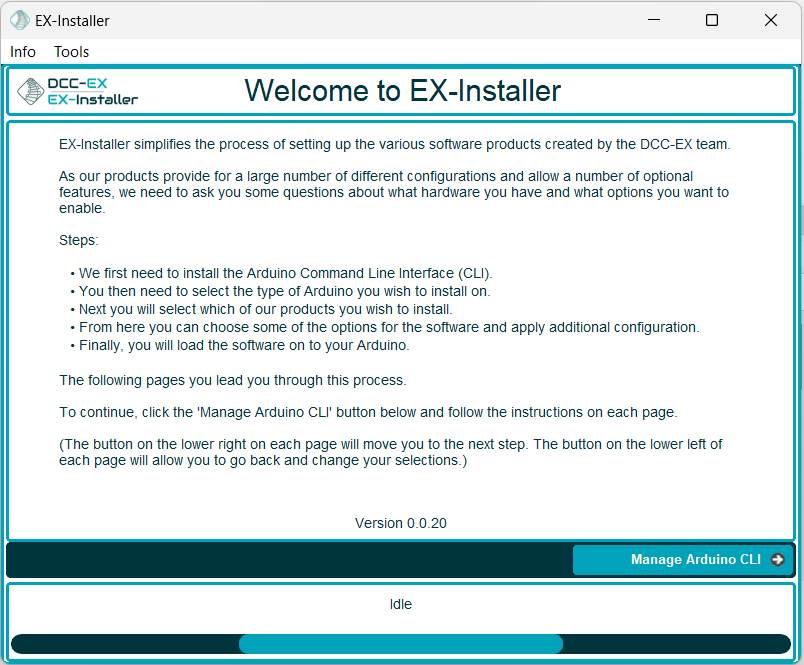 EX-Installer
Info Tools
DCC-EX
EX-Installer
Welcome to EX-Installer
EX-Installer simplifies the process of setting up the various software products created by the DCC-EX team.
As our products provide for a large number of different configurations and allow a number of optional
features, we need to ask you some questions about what hardware you have and what options you want to
enable.
Steps:
• We first need to install the Arduino Command Line Interface (CLI).
• You then need to select the type of Arduino you wish to install on.
• Next you will select which of our products you wish to install.
• From here you can choose some of the options for the software and apply additional configuration.
• Finally, you will load the software on to your Arduino.
The following pages you lead you through this process.
To continue, click the 'Manage Arduino CLI' button below and follow the instructions on each page.
(The button on the lower right on each page will move you to the next step. The button on the lower left of
each page will allow you to go back and change your selections.)
Version 0.0.20
Manage Arduino CLI
Idle